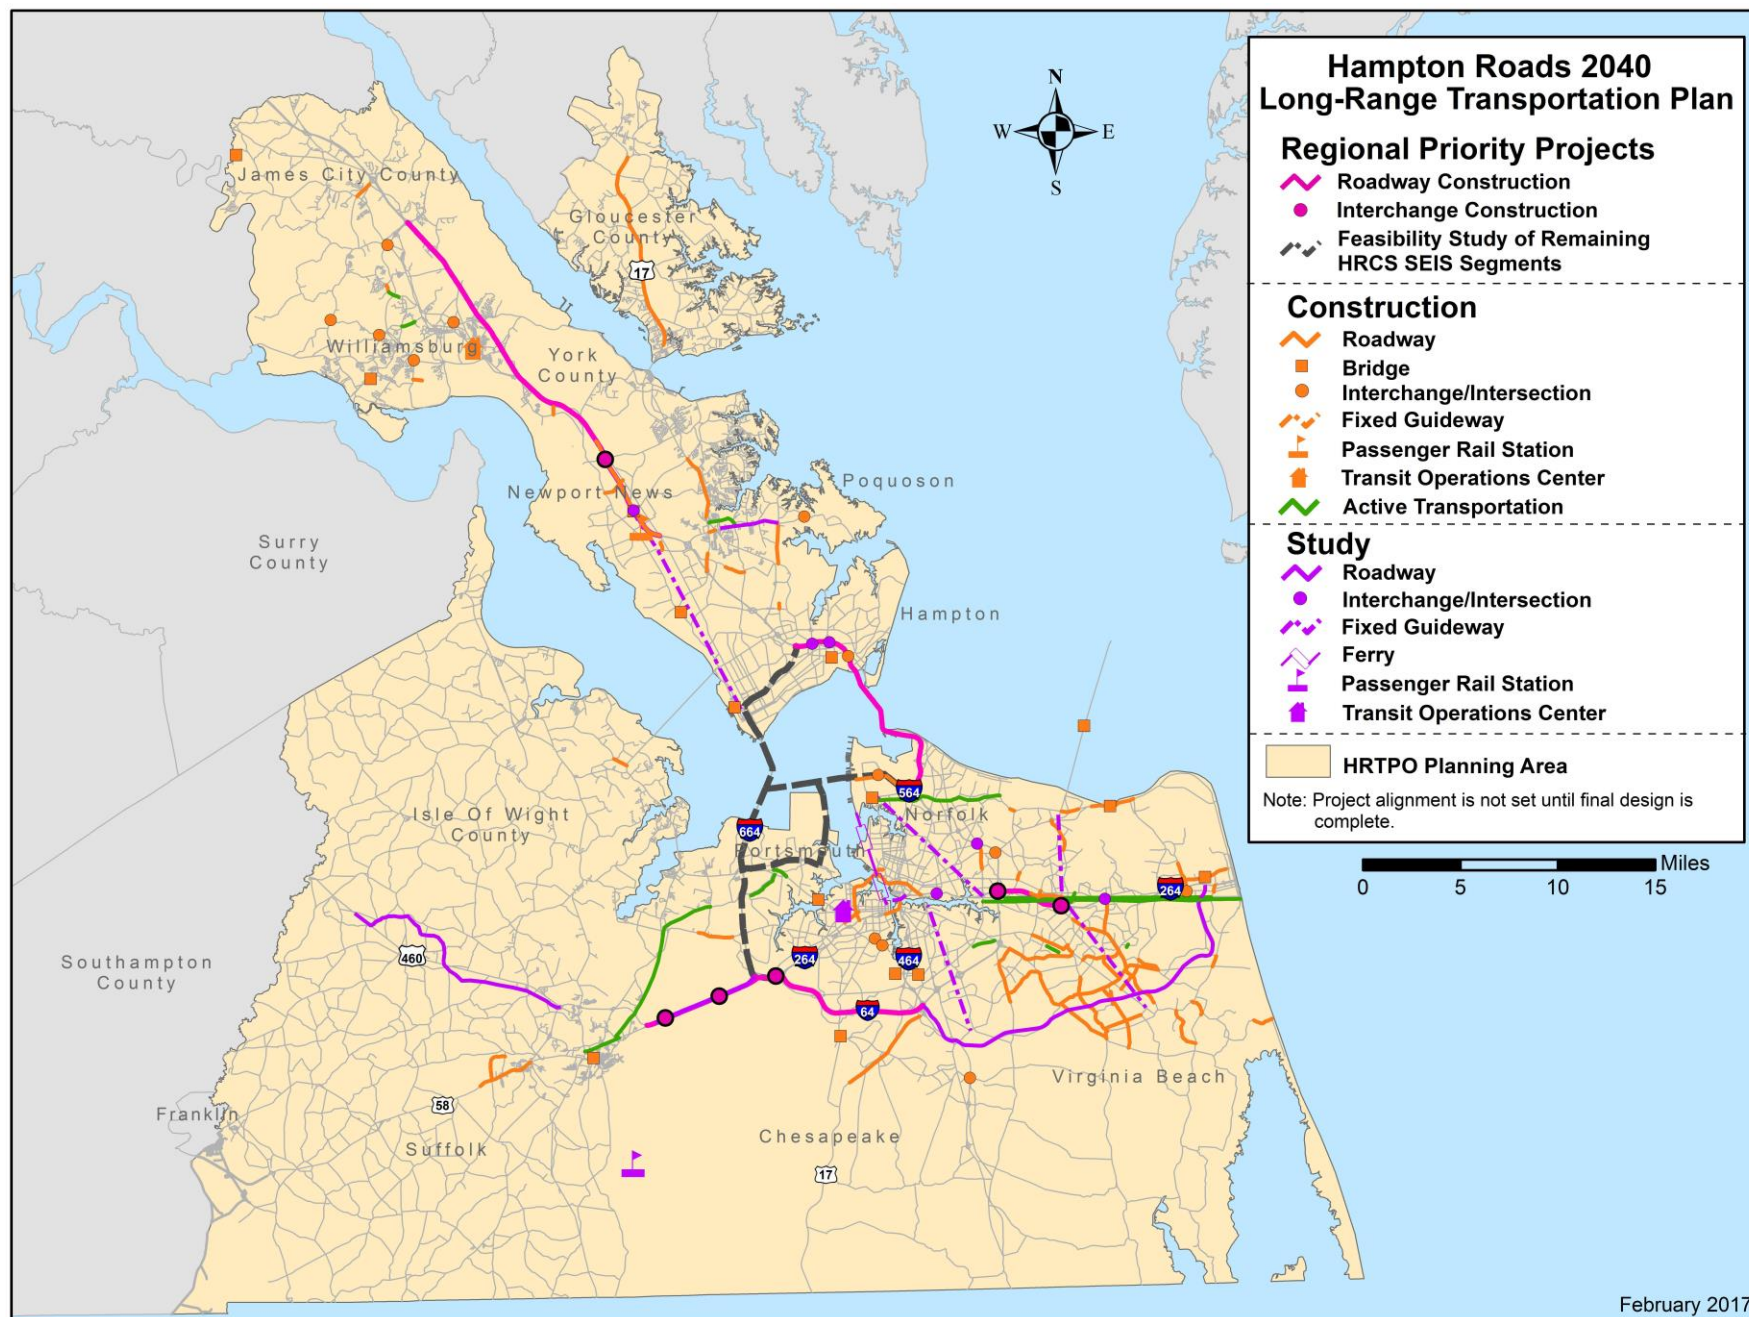 Hampton Roads 2040
Long-Range Transportation Plan
Regional Priority Projects
Roadway Construction
Interchange Construction
Feasibility Study of Remaining
HRCS SEIS Segments
Construction
Roadway
Bridge
Interchange/Intersection
Fixed Guideway
Passenger Rail Station
Transit Operations Center
Active Transportation
Study
Roadway
Interchange/Intersection
Fixed Guideway
Ferry
Passenger Rail Station
Transit Operations Center
HRTPO Planning Area
Note: Project alignment is not set until final design is
complete.
Miles
0 5 10 15
N
W E
S
James City County
Gloucester
County
17
Williamsburg
York
County
Newport News
Poquoson
Surry
County
Hampton
564
Isle Of Wight
County
664
Norfolk
Portsmouth
264
460
Southampton
County
264
464
64
Virginia Beach
58
Franklin
Suffolk
Chesapeake
17
February 2017